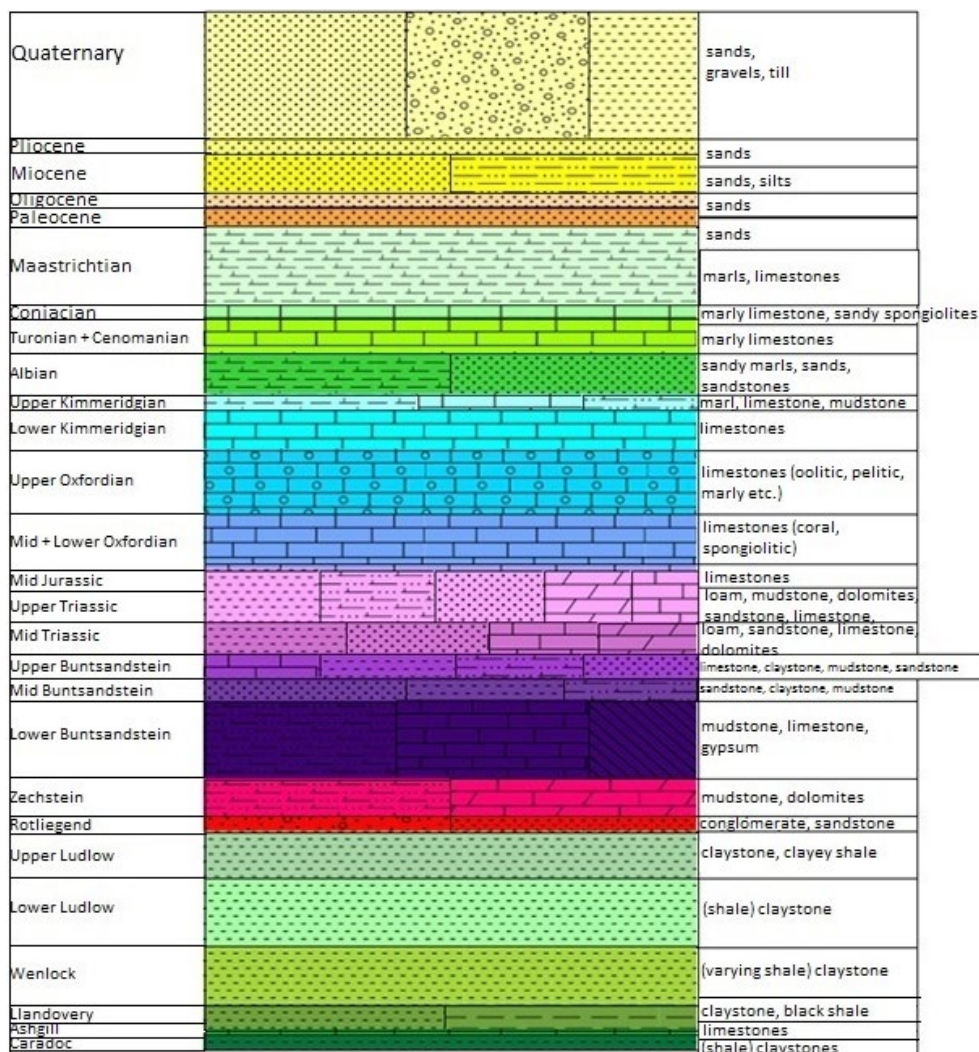 Quaternary
sands,
gravels, till
Pliocene
sands
Miocene
sands, silts
Oligocene
sands
Paleocene
sands
Maastrichtian
marls, limestones
Coniacian
marly limestone, sandy spongiolites
Turonian + Cenomanian
marly limestones
Albian
sandy marls, sands,
sandstones
Upper Kimmeridgian
marl, limestone, mudstone
Lower Kimmeridgian
limestones
Upper Oxfordian
limestones (oolitic, pelitic,
marly etc.)
Mid + Lower Oxfordian
limestones (coral,
spongiolitic)
Mid Jurassic
limestones
Upper Triassic
loam, mudstone, dolomites,
sandstone, limestone,
Mid Triassic
loam, sandstone, limestone,
dolomites
Upper Buntsandstein
limestone, claystone, mudstone, sandstone
Mid Buntsandstein
sandstone, claystone, mudstone
Lower Buntsandstein
mudstone, limestone,
gypsum
Zechstein
mudstone, dolomites
Rotliegend
conglomerate, sandstone
Upper Ludlow
claystone, clayey shale
Lower Ludlow
(shale) claystone
Wenlock
(varying shale) claystone
Llandovery
claystone, black shale
Ashgill
limestones
Caradoc
(shale) claystones